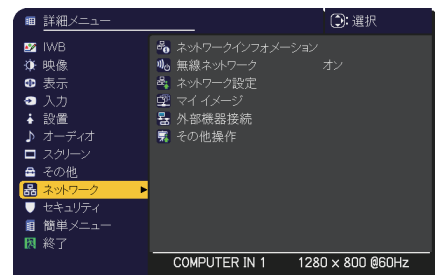 詳細メニュー
: 選択
IWB
映像
表示
入力
設置
オーディオ
スクリーン
その他
ネットワーク
セキュリティ
簡単メニュー
終了
ネットワークインフォメーション
無線ネットワーク オン
ネットワーク設定
マイ イメージ
外部機器接続
その他操作
COMPUTER IN 1 1280 × 800 @60Hz